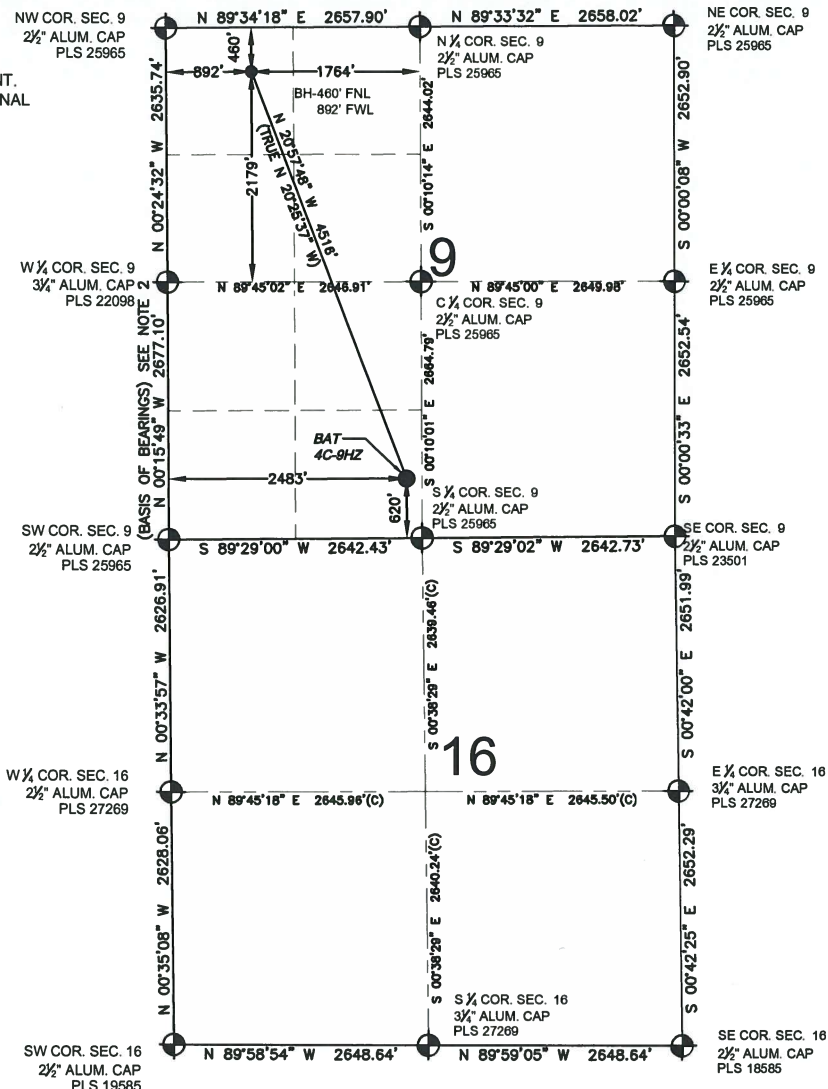 NW COR. SEC. 9
2½" ALUM. CAP
PLS 25965
N 89°34'18" E 2657.90'
N 89°33'32" E 2658.02'
NE COR. SEC. 9
2½" ALUM. CAP
PLS 25965
N ¼ COR. SEC. 9
2½" ALUM. CAP
PLS 25965
460'
892'
1764'
NT.
NAL
BH-460' FNL
892' FWL
N 00°24'32" W 2635.74'
2179'
N 20°57'48" W 4516'
(TRUE N 20°25'37" W)
S 00°10'14" E 2644.02'
S 00°00'08" W 2652.90'
9
W ¼ COR. SEC. 9
3¼" ALUM. CAP
PLS 22098
N 89°45'02" E 2646.91'
N 89°45'00" E 2649.98'
E ¼ COR. SEC. 9
2½" ALUM. CAP
PLS 25965
C ¼ COR. SEC. 9
2½" ALUM. CAP
PLS 25965
(BASIS OF BEARINGS) SEE NOTE 2
N 00°15'49" W 2677.10'
S 00°10'01" E 2664.79'
S 00°00'33" E 2652.54'
BAT
4C-9HZ
2483'
620'
S ¼ COR. SEC. 9
2½" ALUM. CAP
PLS 25965
SW COR. SEC. 9
2½" ALUM. CAP
PLS 25965
S 89°29'00" W 2642.43'
S 89°29'02" W 2642.73'
SE COR. SEC. 9
2½" ALUM. CAP
PLS 23501
N 00°33'57" W 2626.91'
S 00°38'29" E 2639.46'(C)
S 00°42'00" E 2651.99'
16
W ¼ COR. SEC. 16
2½" ALUM. CAP
PLS 27269
N 89°45'18" E 2645.96'(C)
N 89°45'18" E 2645.50'(C)
E ¼ COR. SEC. 16
3¼" ALUM. CAP
PLS 27269
N 00°35'08" W 2628.06'
S 00°38'29" E 2640.24'(C)
S 00°42'25" E 2652.29'
S ¼ COR. SEC. 16
3¼" ALUM. CAP
PLS 27269
SW COR. SEC. 16
2½" ALUM. CAP
PLS 19585
N 89°58'54" W 2648.64'
N 89°59'05" W 2648.64'
SE COR. SEC. 16
2½" ALUM. CAP
PLS 18585